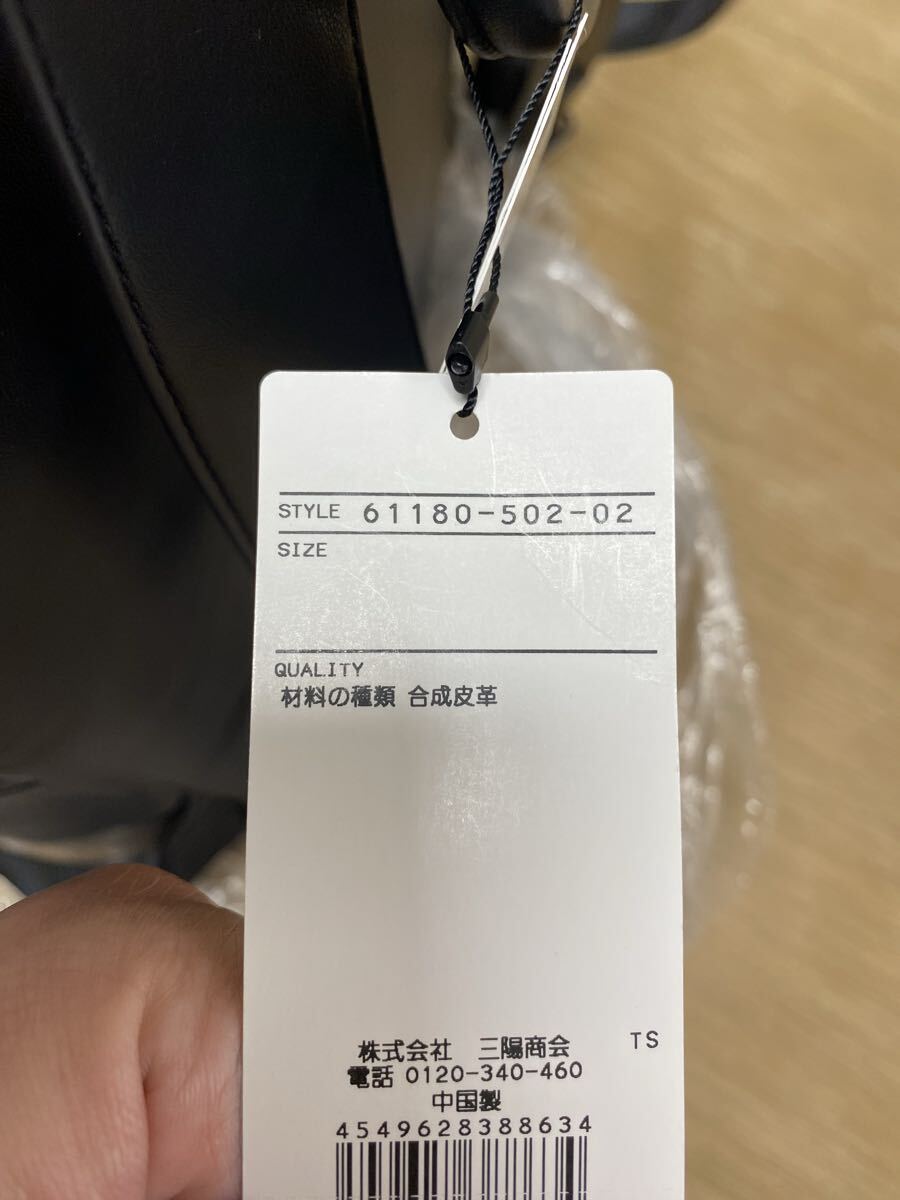 STYLE 61180-502-02
SIZE
QUALITY
材料の種類 合成皮革
株式会社 三陽商会 TS
電話 0120-340-460
中国製
4549628388634